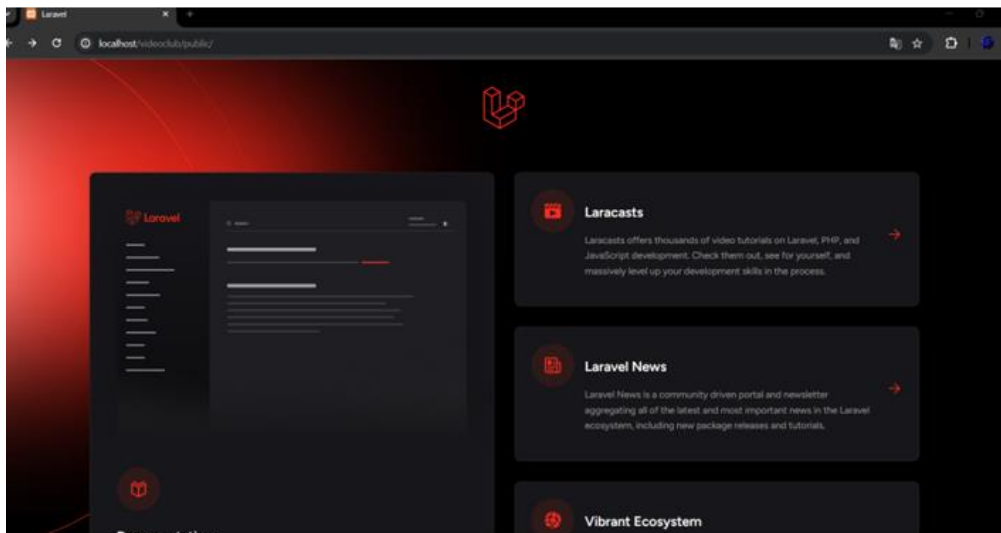 Laravel
localhost/videoclub/public/
Laravel
Laracasts
Laracasts offers thousands of video tutorials on Laravel, PHP, and
JavaScript development. Check them out, see for yourself, and
massively level up your development skills in the process.
Laravel News
Laravel News is a community driven portal and newsletter
aggregating all of the latest and most important news in the Laravel
ecosystem, including new package releases and tutorials.
Vibrant Ecosystem